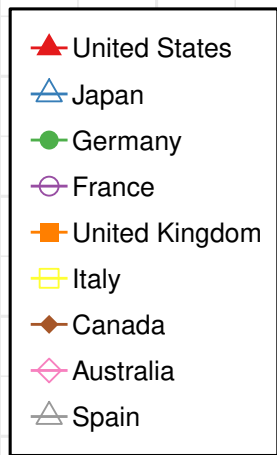 United States
Japan
Germany
France
United Kingdom
Italy
Canada
Australia
Spain